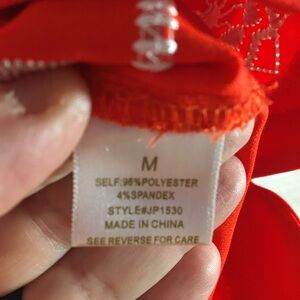 M
SELF:96%POLYESTER
4%SPANDEX
STYLE#JP1530
MADE IN CHINA
SEE REVERSE FOR CARE